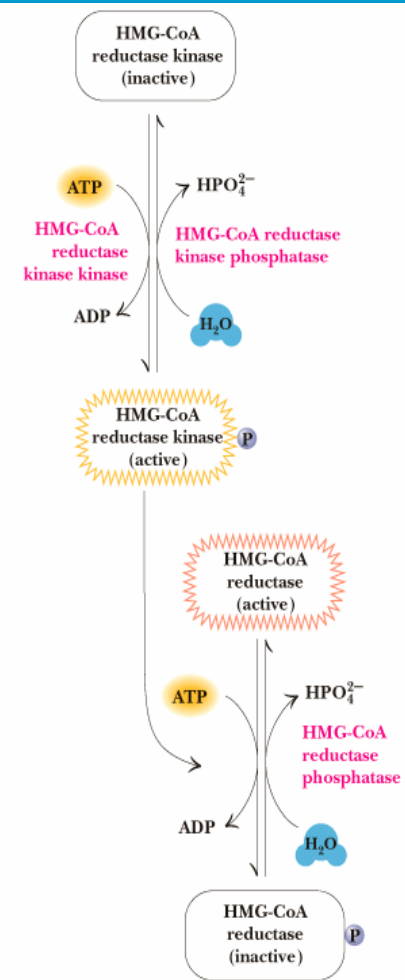 HMG-CoA
reductase kinase
(inactive)
ATP
HPO₄²⁻
HMG-CoA
reductase
kinase kinase
HMG-CoA reductase
kinase phosphatase
ADP
H₂O
HMG-CoA
reductase kinase
(active)
P
HMG-CoA
reductase
(active)
ATP
HPO₄²⁻
HMG-CoA
reductase
phosphatase
ADP
H₂O
HMG-CoA
reductase
(inactive)
P